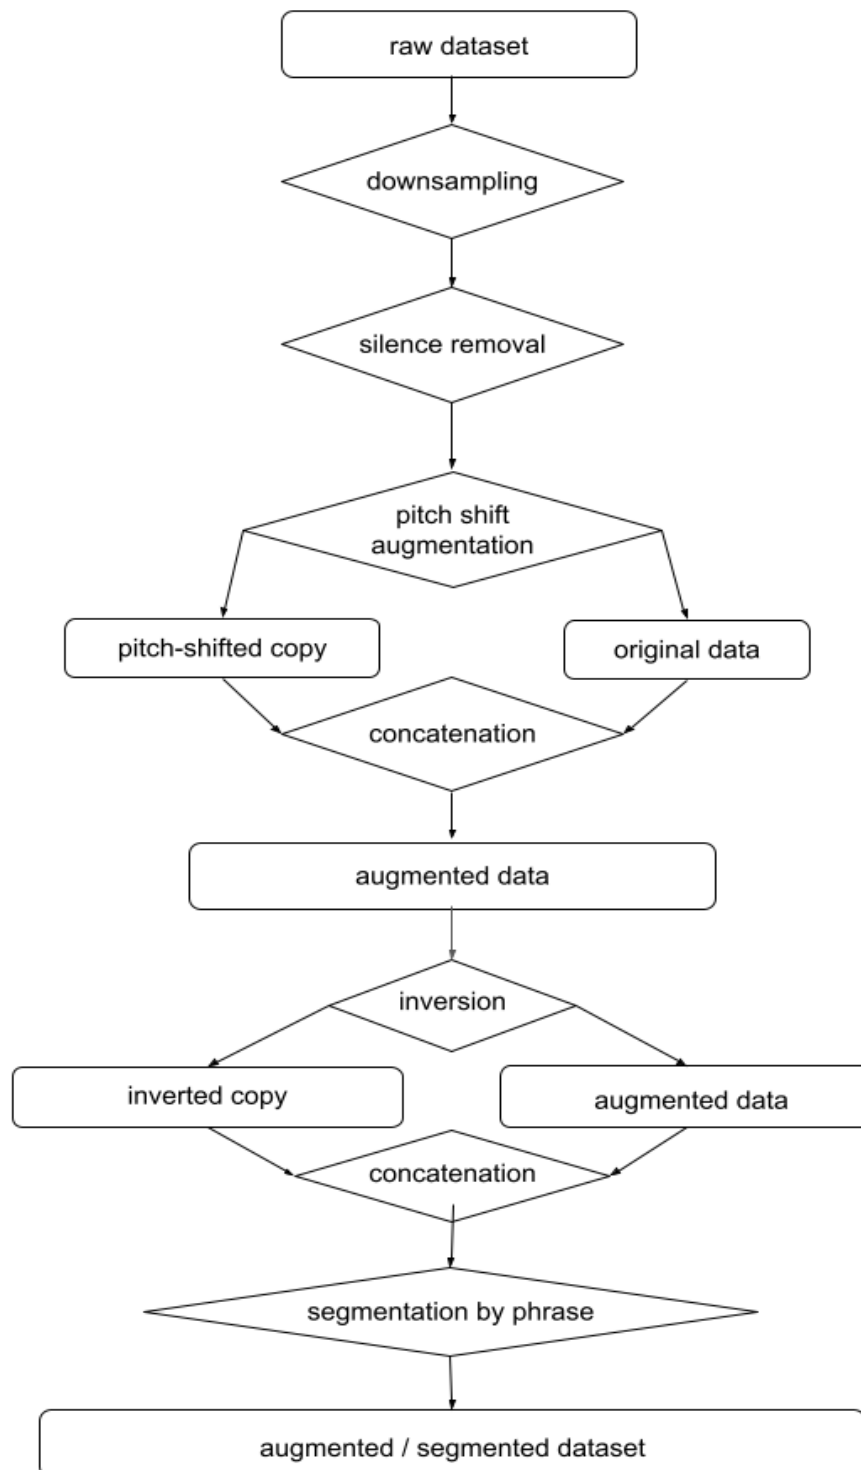 raw dataset
downsampling
silence removal
pitch shift
augmentation
pitch-shifted copy
original data
concatenation
augmented data
inversion
inverted copy
augmented data
concatenation
segmentation by phrase
augmented / segmented dataset